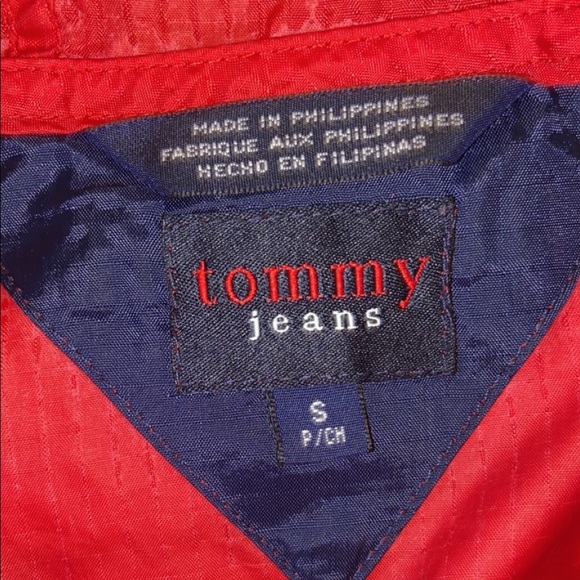 MADE IN PHILIPPINES
FABRIQUE AUX PHILIPPINES
HECHO EN FILIPINAS
tommy
jeans
S
P/CH